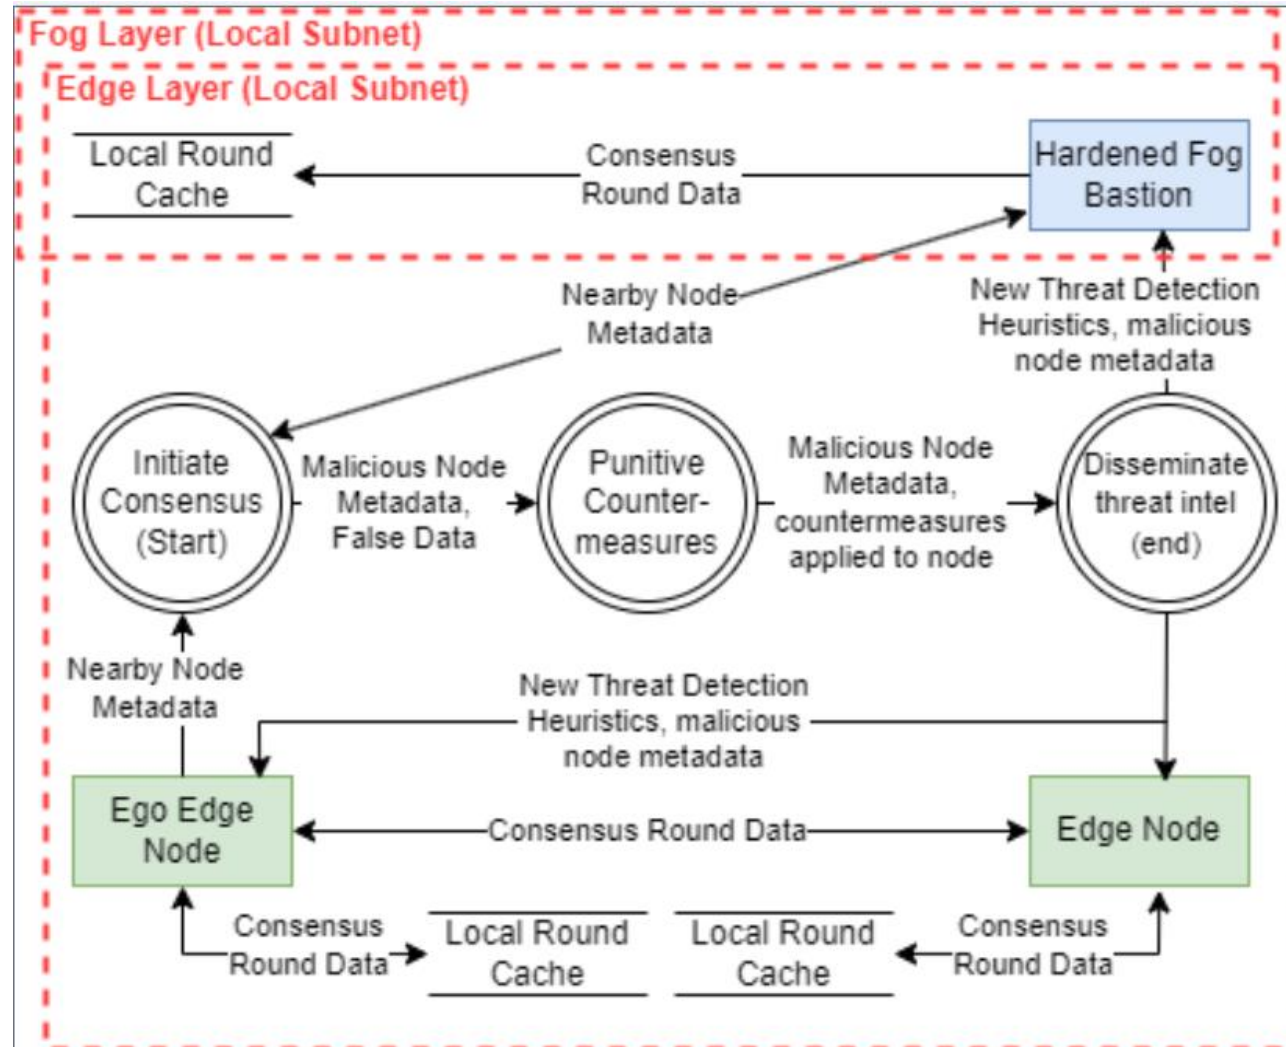 Fog Layer (Local Subnet)
Edge Layer (Local Subnet)
Local Round
Cache
Consensus
Round Data
Hardened Fog
Bastion
Nearby Node
Metadata
New Threat Detection
Heuristics, malicious
node metadata
Initiate
Consensus
(Start)
Malicious Node
Metadata,
False Data
Punitive
Counter-
measures
Malicious Node
Metadata,
countermeasures
applied to node
Disseminate
threat intel
(end)
Nearby Node
Metadata
New Threat Detection
Heuristics, malicious
node metadata
Ego Edge
Node
Consensus Round Data
Edge Node
Consensus
Round Data
Local Round
Cache
Local Round
Cache
Consensus
Round Data